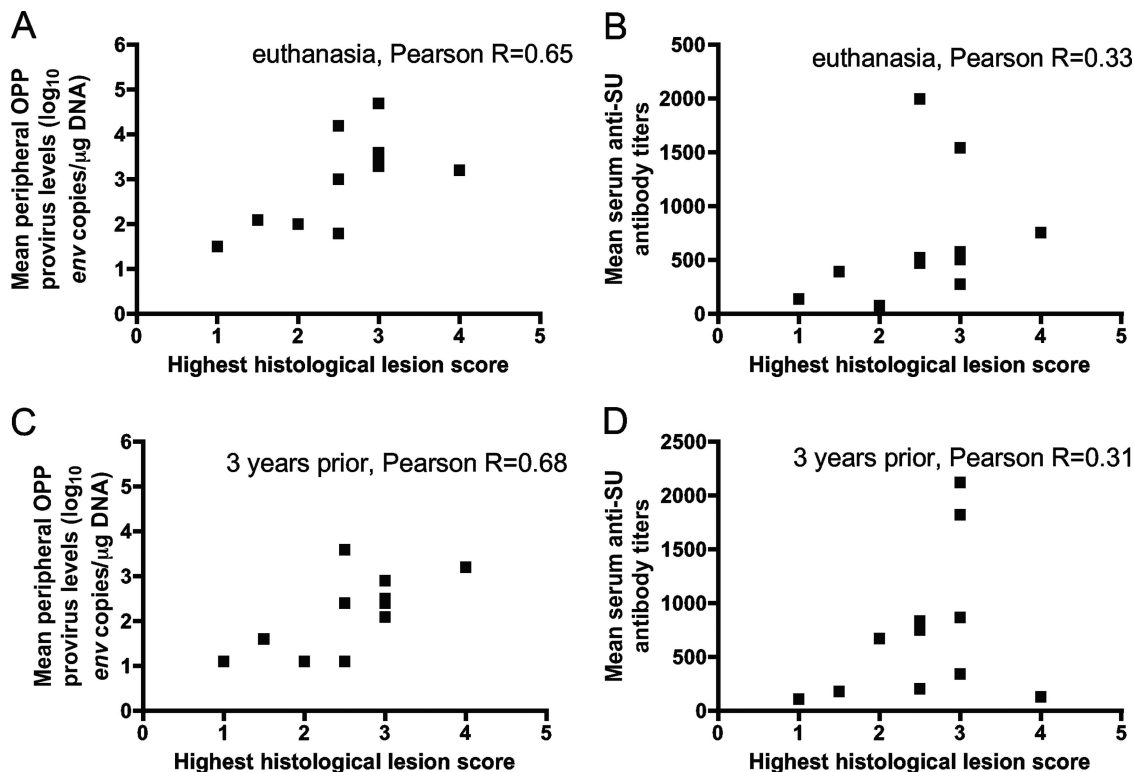 A
euthanasia, Pearson R=0.65
Mean peripheral OPP
provirus levels (log10
env copies/µg DNA)
6
5
4
3
2
1
0
0 1 2 3 4 5
Highest histological lesion score
B
euthanasia, Pearson R=0.33
Mean serum anti-SU
antibody titers
500
2000
1500
1000
500
0
0 1 2 3 4 5
Highest histological lesion score
C
3 years prior, Pearson R=0.68
Mean peripheral OPP
provirus levels (log10
env copies/µg DNA)
6
5
4
3
2
1
0
0 1 2 3 4 5
Highest histological lesion score
D
3 years prior, Pearson R=0.31
Mean serum anti-SU
antibody titers
2500
2000
1500
1000
500
0
0 1 2 3 4 5
Highest histological lesion score